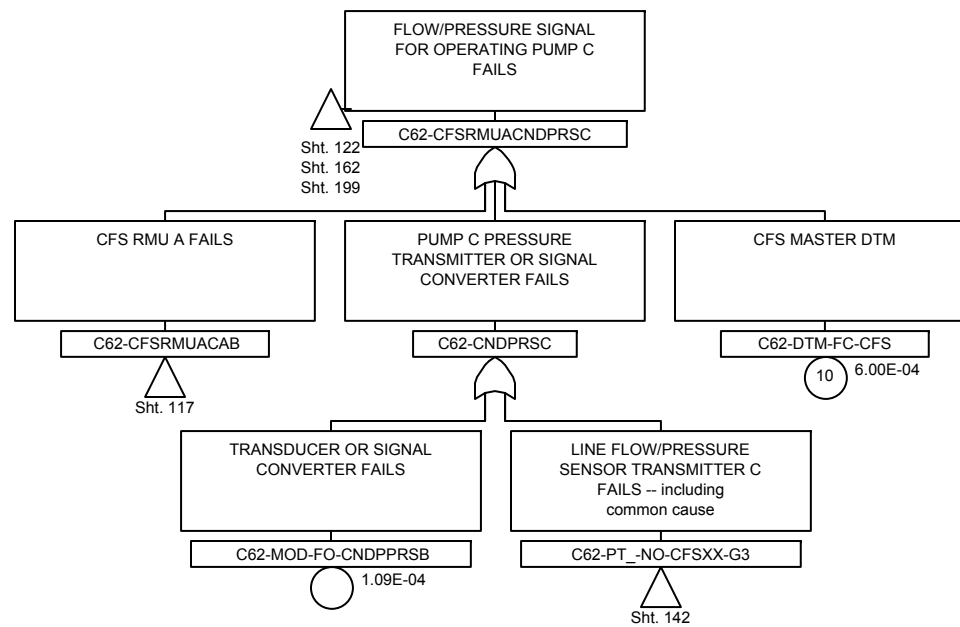 FLOW/PRESSURE SIGNAL
FOR OPERATING PUMP C
FAILS
C62-CFSRMUACNDPRSC
Sht. 122
Sht. 162
Sht. 199
CFS RMU A FAILS
C62-CFSRMUACAB
Sht. 117
PUMP C PRESSURE
TRANSMITTER OR SIGNAL
CONVERTER FAILS
C62-CNDPRSC
CFS MASTER DTM
C62-DTM-FC-CFS
10
6.00E-04
TRANSDUCER OR SIGNAL
CONVERTER FAILS
C62-MOD-FO-CNDPPRSB
1.09E-04
LINE FLOW/PRESSURE
SENSOR TRANSMITTER C
FAILS -- including
common cause
C62-PT_-NO-CFSXX-G3
Sht. 142